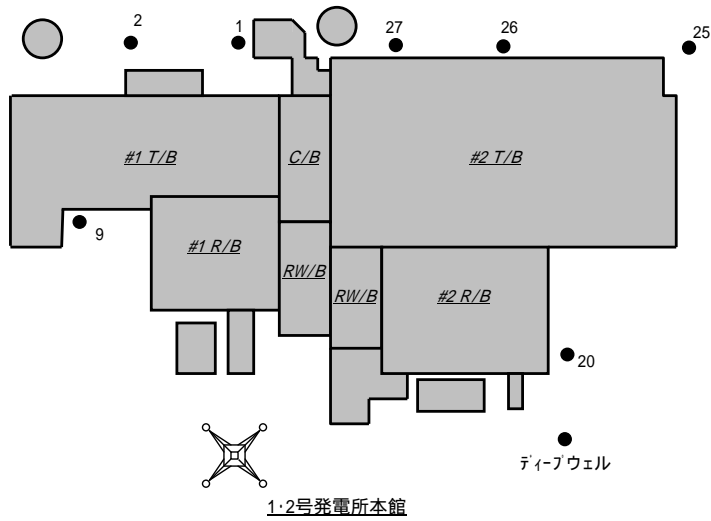 2
1
27
26
25
#1 T/B
C/B
#2 T/B
9
#1 R/B
RW/B
RW/B
#2 R/B
20
ディープウェル
1･2号発電所本館